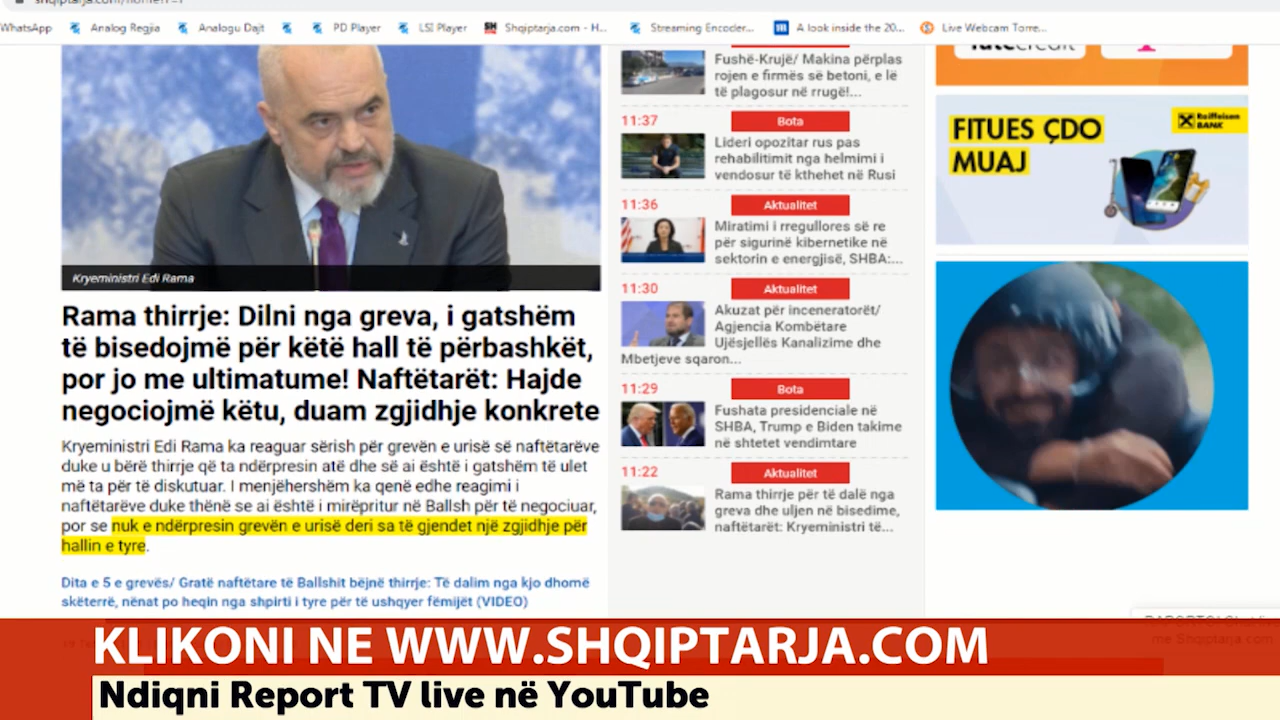 shqiptarja.com/home...
WhatsApp
Analog Regjia
Analogu Dajt
PD Player
LSI Player
SH
Shqiptarja.com - H...
Streaming Encoder...
A look inside the 20...
Live Webcam Torre...
Kryeministri Edi Rama
Rama thirrje: Dilni nga greva, i gatshëm
të bisedojmë për këtë hall të përbashkët,
por jo me ultimatume! Naftëtarët: Hajde
negociojmë këtu, duam zgjidhje konkrete
Kryeministri Edi Rama ka reaguar sërish për grevën e urisë së naftëtarëve
duke u bërë thirrje që ta ndërpresin atë dhe së ai është i gatshëm të ulet
më ta për të diskutuar. I menjëhershëm ka qenë edhe reagimi i
naftëtarëve duke thënë se ai është i mirëpritur në Ballsh për të negociuar,
por se nuk e ndërpresin grevën e urisë deri sa të gjendet një zgjidhje për
hallin e tyre.
Dita e 5 e grevës/ Gratë naftëtare të Ballshit bëjnë thirrje: Të dalim nga kjo dhomë
skëterrë, nënat po heqin nga shpirti i tyre për të ushqyer fëmijët (VIDEO)
Fushë-Krujë/ Makina përplas
rojen e firmës së betoni, e lë
të plagosur në rrugë!...
11:37
Bota
Lideri opozitar rus pas
rehabilitimit nga helmimi i
vendosur të kthehet në Rusi
11:36
Aktualitet
Miratimi i rregullores së re
për sigurinë kibernetike në
sektorin e energjisë, SHBA:...
11:30
Aktualitet
Akuzat për inceneratorët/
Agjencia Kombëtare
Ujësjellës Kanalizime dhe
Mbetjeve sqaron...
11:29
Bota
Fushata presidenciale në
SHBA, Trump e Biden takime
në shtetet vendimtare
11:22
Aktualitet
Rama thirrje për të dalë nga
greva dhe uljen në bisedime,
naftëtarët: Kryeministri të...
FITUES ÇDO
MUAJ
Raiffeisen
BANK
me Shqiptarja.com
KLIKONI NE WWW.SHQIPTARJA.COM
Ndiqni Report TV live në YouTube